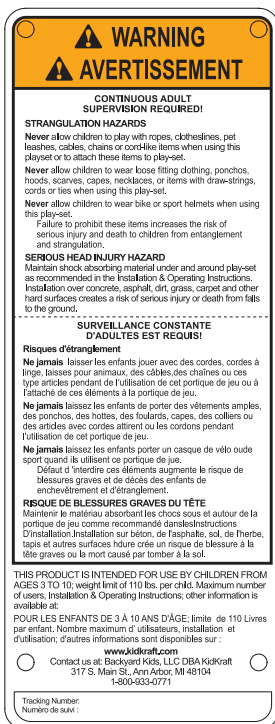 WARNING
AVERTISSEMENT
CONTINUOUS ADULT
SUPERVISION REQUIRED!
STRANGULATION HAZARDS
Never allow children to play with ropes, clotheslines, pet
leashes, cables, chains or cord-like items when using this
playset or to attach these items to play-set.
Never allow children to wear loose fitting clothing, ponchos,
hoods, scarves, capes, necklaces, or items with draw-strings,
cords or ties when using this play-set.
Never allow children to wear bike or sport helmets when using
this play-set.
Failure to prohibit these items increases the risk of
serious injury and death to children from entanglement
and strangulation.
SERIOUS HEAD INJURY HAZARD
Maintain shock absorbing material under and around play-set
as recommended in the Installation & Operating Instructions.
Installation over concrete, asphalt, dirt, grass, carpet and other
hard surfaces creates a risk of serious injury or death from falls
to the ground.
SURVEILLANCE CONSTANTE
D'ADULTES EST REQUIS!
Risques d'étranglement
Ne jamais laisser les enfants jouer avec des cordes, cordes à
linge, laisses pour animaux, des câbles,des chaînes ou ces
type articles pendant de l'utilisation de cet portique de jeu ou à
l'attaché de ces éléments à la portique de jeu.
Ne jamais laissez les enfants de porter des vêtements amples,
des ponchos, des hottes, des foulards, capes, des colliers ou
des articles avec cordes attirent ou les cordons pendant
l'utilisation de cet portique de jeu.
Ne jamais laissez les enfants porter un casque de vélo oude
sport quand ils utilisent ce portique de jue.
Défaut d 'interdire ces éléments augmente le risque de
blessures graves et de décès des enfants de
enchevêtrement et d'étranglement.
RISQUE DE BLESSURES GRAVES DU TÊTE
Maintenir le matériau absorbant les chocs sous et autour de la
portique de jeu comme recommandé danslesInstructions
D'installation.Installation sur béton, de l'asphalte, sol, de l'herbe,
tapis et autres surfaces hdure crée un risque de blessure à la
tête graves ou la mort causé par tomber à la sol.
THIS PRODUCT IS INTENDED FOR USE BY CHILDREN FROM
AGES 3 TO 10; weight limit of 110 lbs. per child. Maximum number
of users, Installation & Operating Instructions; other information is
available at:
POUR LES ENFANTS DE 3 À 10 ANS D'ÂGE; limite de 110 Livres
par enfant. Nombre maximum d' utilisateurs, installation et
d'utilisation; d'autres informations sont disponibles sur :
www.kidkraft.com
Contact us at: Backyard Kids, LLC DBA KidKraft
317 S. Main St., Ann Arbor, MI 48104
1-800-933-0771
Tracking Number:
Numéro de suivi :